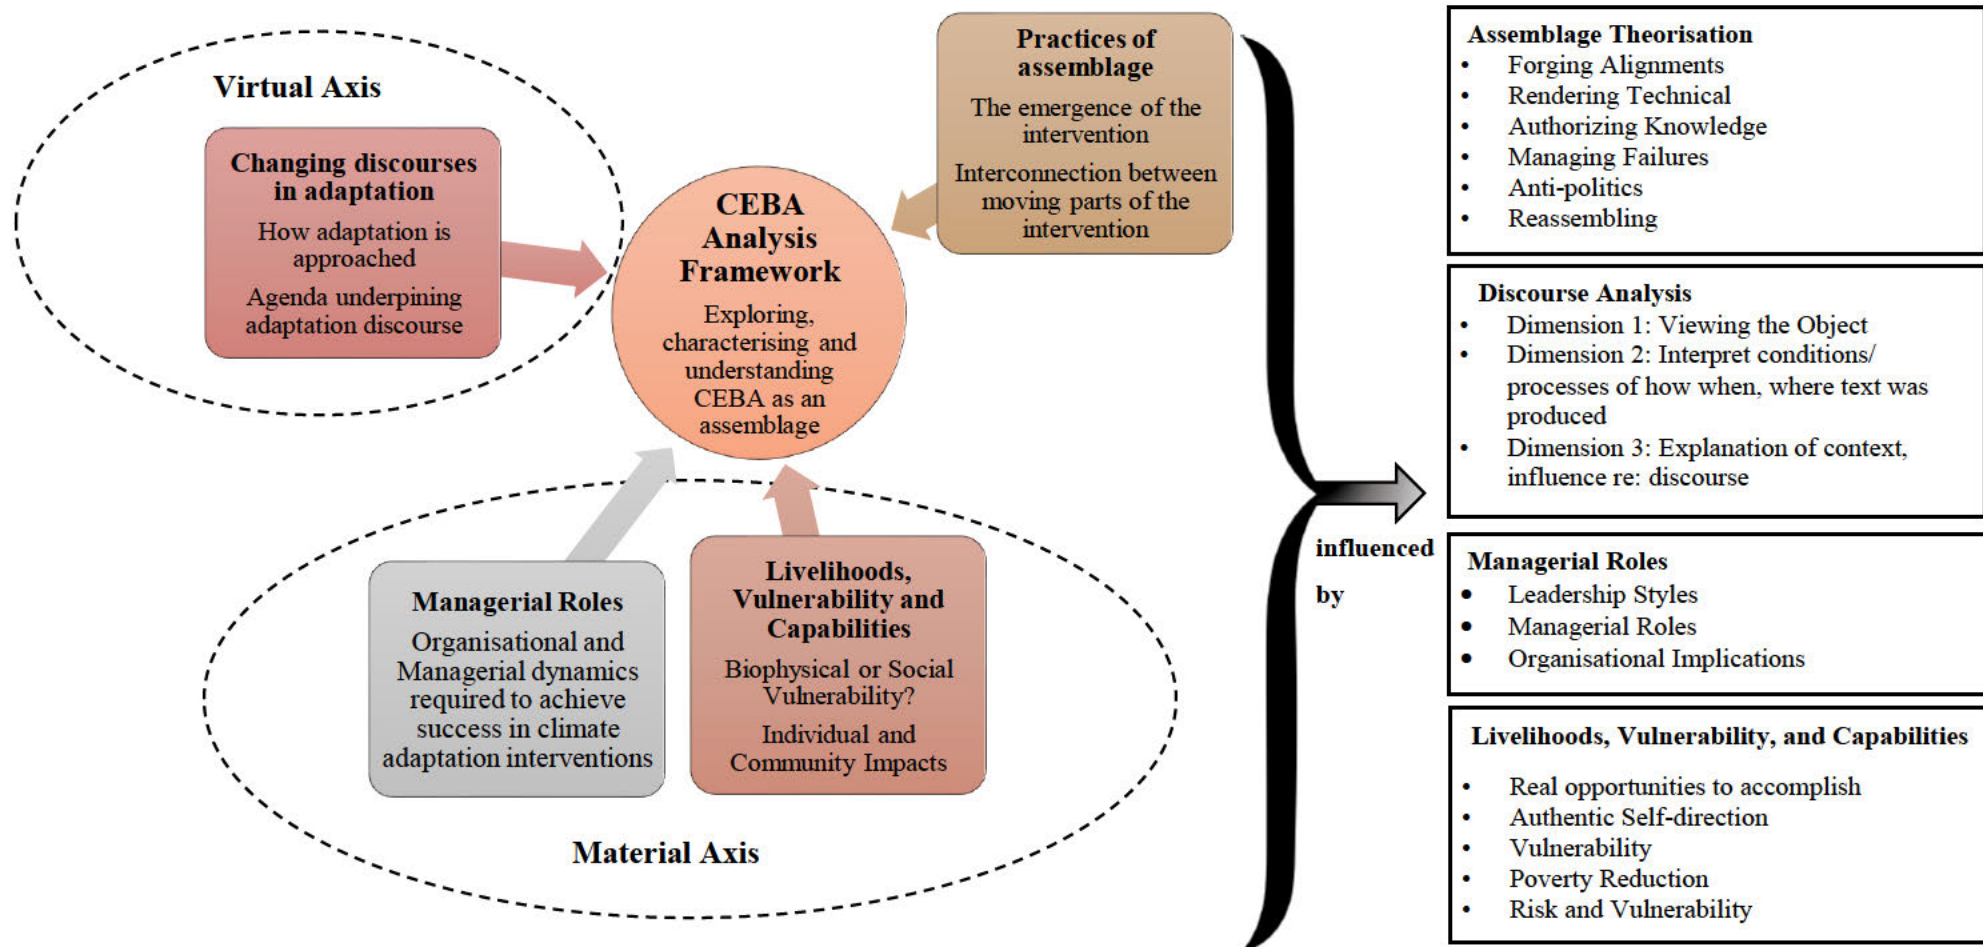 Virtual Axis
Changing discourses
in adaptation
How adaptation is
approached
Agenda underpining
adaptation discourse
CEBA
Analysis
Framework
Exploring,
characterising and
understanding
CEBA as an
assemblage
Practices of
assemblage
The emergence of the
intervention
Interconnection between
moving parts of the
intervention
Managerial Roles
Organisational and
Managerial dynamics
required to achieve
success in climate
adaptation interventions
Livelihoods,
Vulnerability and
Capabilities
Biophysical or Social
Vulnerability?
Individual and
Community Impacts
Material Axis
influenced
by
Assemblage Theorisation
• Forging Alignments
• Rendering Technical
• Authorizing Knowledge
• Managing Failures
• Anti-politics
• Reassembling
Discourse Analysis
• Dimension 1: Viewing the Object
• Dimension 2: Interpret conditions/
processes of how when, where text was
produced
• Dimension 3: Explanation of context,
influence re: discourse
Managerial Roles
• Leadership Styles
• Managerial Roles
• Organisational Implications
Livelihoods, Vulnerability, and Capabilities
• Real opportunities to accomplish
• Authentic Self-direction
• Vulnerability
• Poverty Reduction
• Risk and Vulnerability